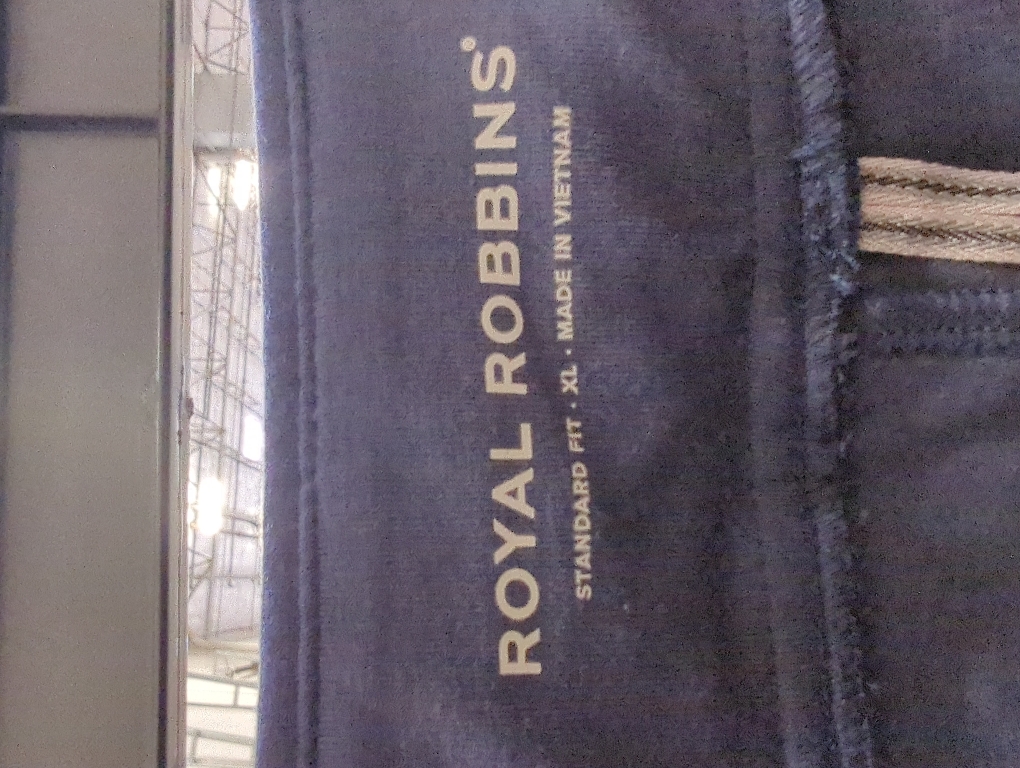 ROYAL ROBBINS®
STANDARD FIT · XL · MADE IN VIETNAM